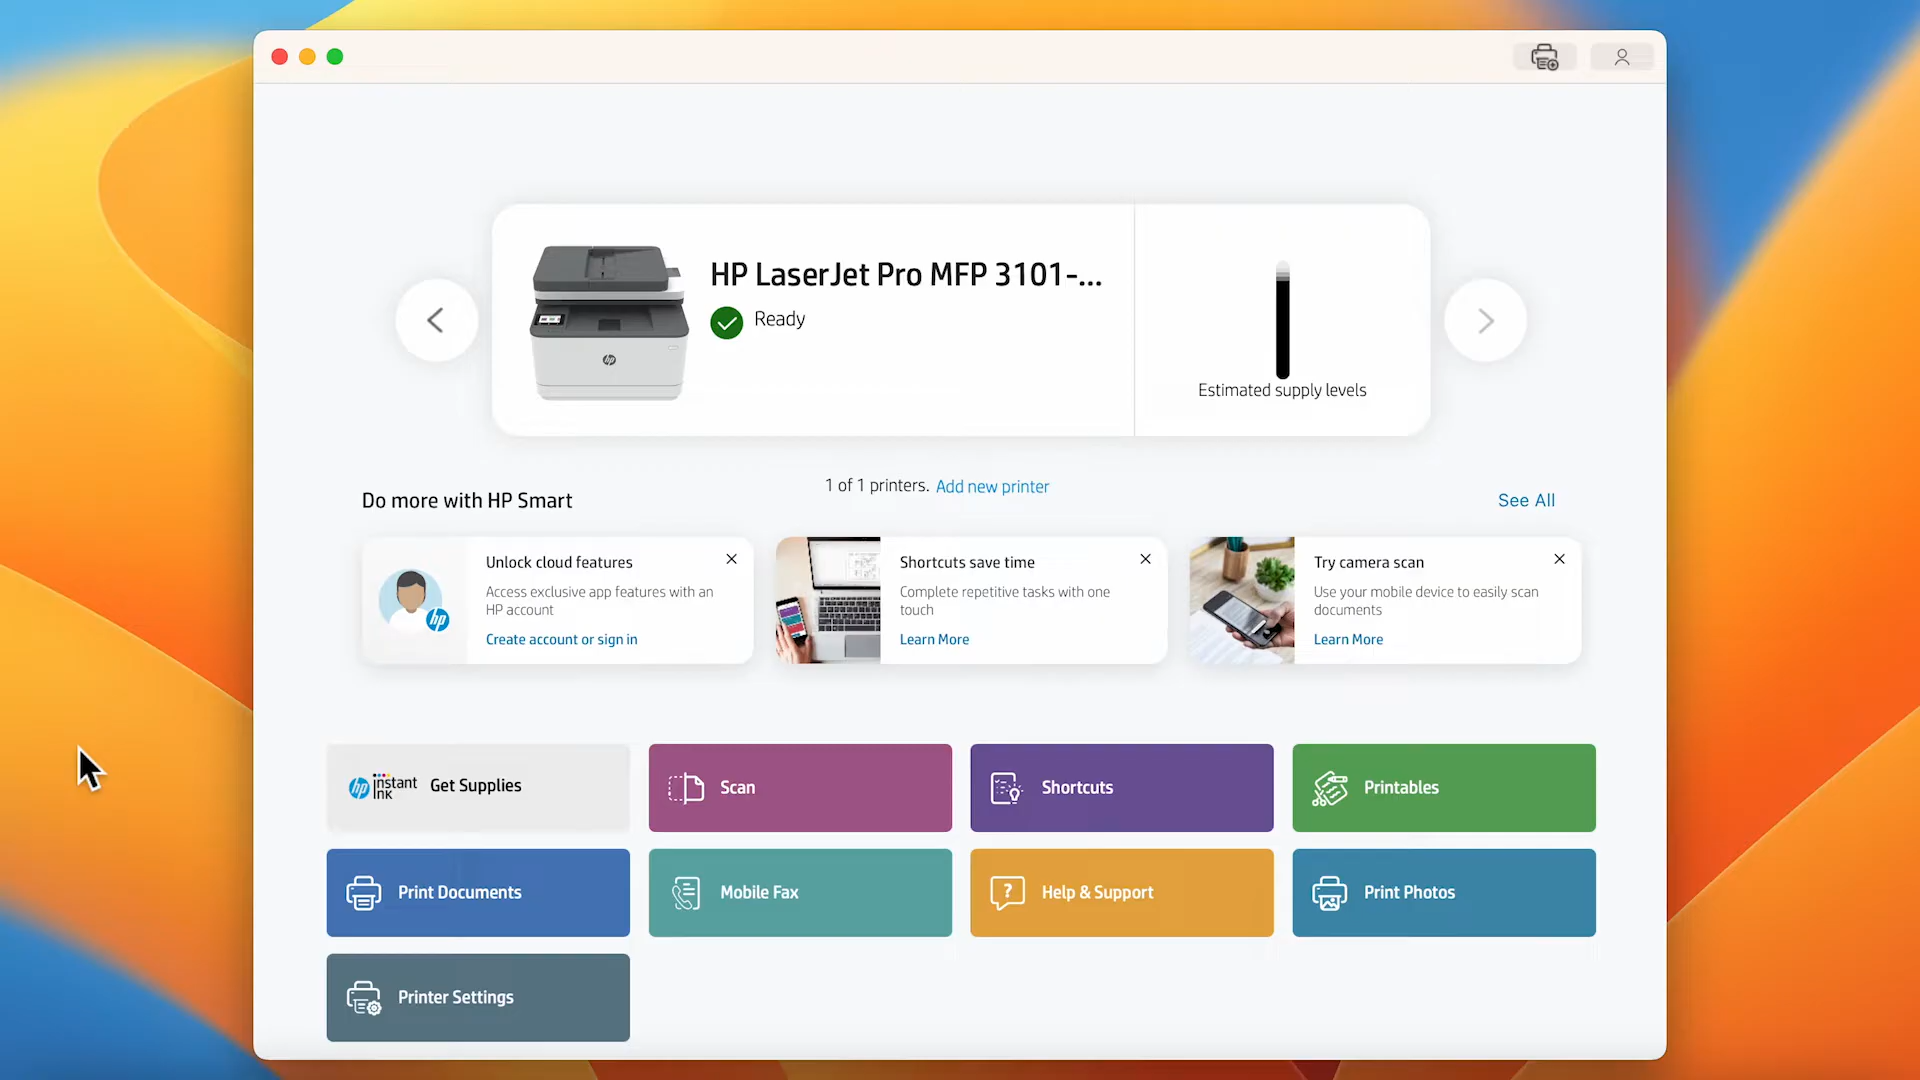 HP LaserJet Pro MFP 3101-...
Ready
hp
Estimated supply levels
1 of 1 printers. Add new printer
Do more with HP Smart
See All
Unlock cloud features
Access exclusive app features with an
HP account
Create account or sign in
hp
Shortcuts save time
Complete repetitive tasks with one
touch
Learn More
Try camera scan
Use your mobile device to easily scan
documents
Learn More
hp instant ink Get Supplies
Scan
Shortcuts
Printables
Print Documents
Mobile Fax
Help & Support
Print Photos
Printer Settings